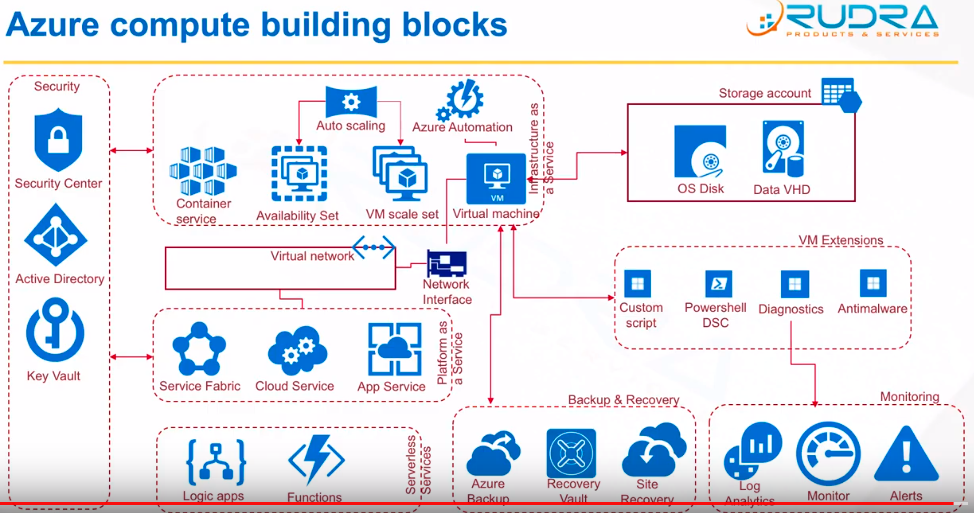 Azure compute building blocks
RUDRA
PRODUCTS & SERVICES
Security
Security Center
Active Directory
Key Vault
Auto scaling
Azure Automation
Container
service
Availability Set
VM scale set
VM
Virtual machine
Infrastructure as
a Service
Storage account
OS Disk
Data VHD
Virtual network
Network
Interface
VM Extensions
Custom
script
Powershell
DSC
Diagnostics
Antimalware
Service Fabric
Cloud Service
App Service
Platform as
a Service
Logic apps
Functions
Serverless
Services
Backup & Recovery
Azure
Backup
Recovery
Vault
Site
Recovery
Monitoring
Log
Analytics
Monitor
Alerts